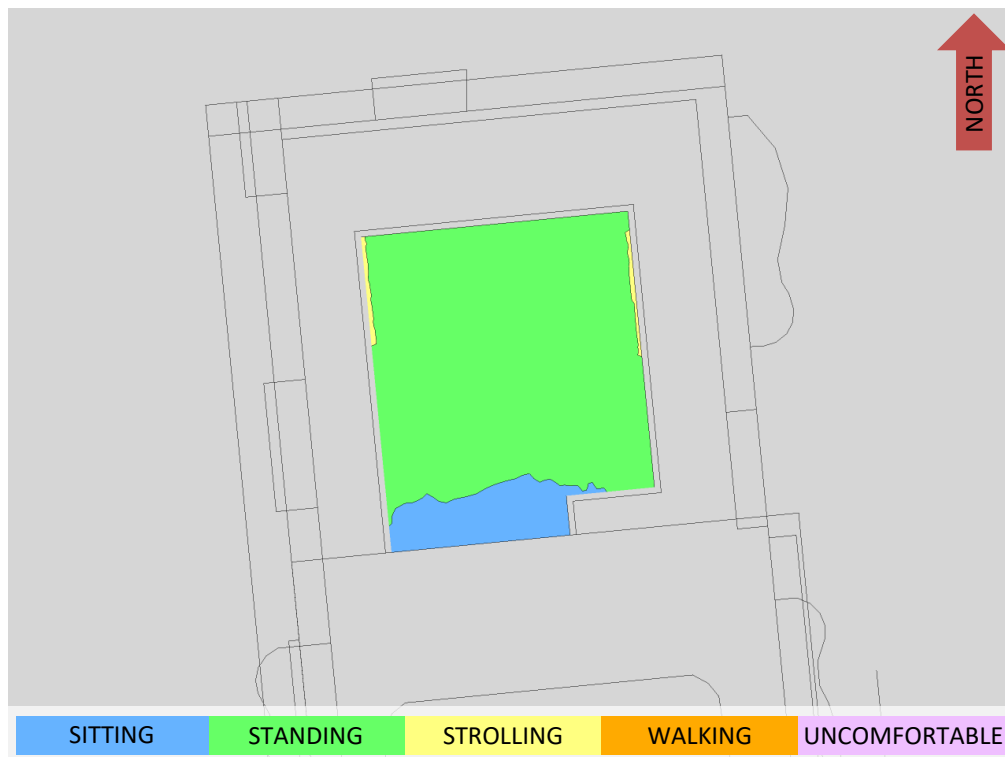 NORTH
SITTING
STANDING
STROLLING
WALKING
UNCOMFORTABLE